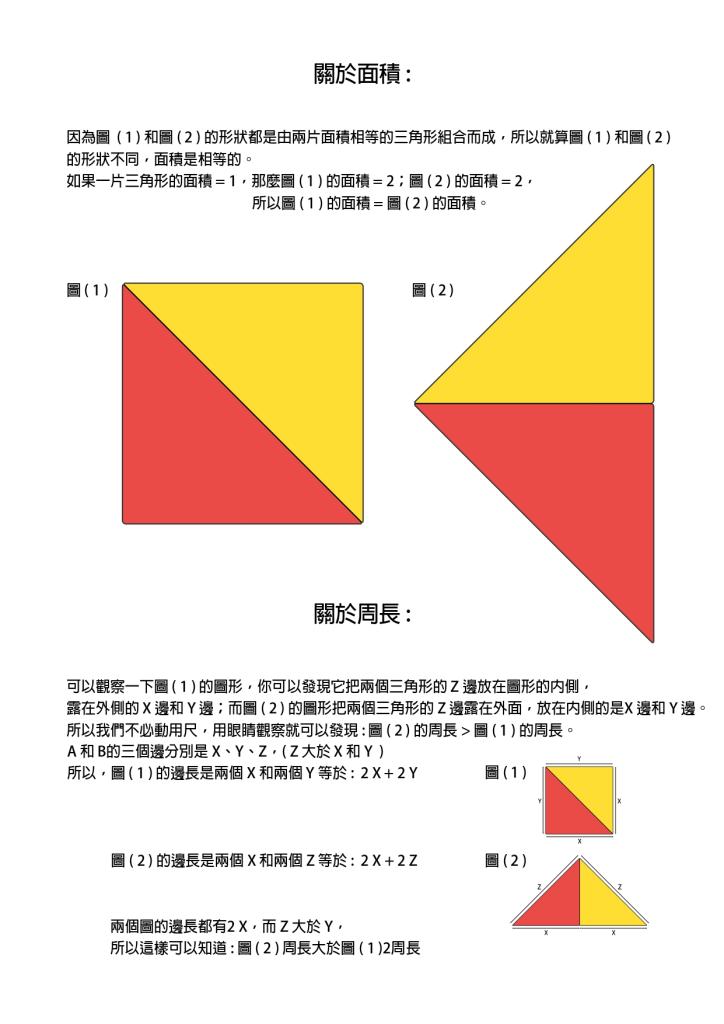 關於面積 :
因為圖 ( 1 ) 和圖 ( 2 ) 的形狀都是由兩片面積相等的三角形組合而成，所以就算圖 ( 1 ) 和圖 ( 2 )
的形狀不同，面積是相等的。
如果一片三角形的面積 = 1，那麼圖 ( 1 ) 的面積 = 2；圖 ( 2 ) 的面積 = 2，
所以圖 ( 1 ) 的面積 = 圖 ( 2 ) 的面積。
圖 ( 1 )
圖 ( 2 )
關於周長 :
可以觀察一下圖 ( 1 ) 的圖形，你可以發現它把兩個三角形的 Z 邊放在圖形的內側，
露在外側的 X 邊和 Y 邊；而圖 ( 2 ) 的圖形把兩個三角形的 Z 邊露在外面，放在內側的是X 邊和 Y 邊。
所以我們不必動用尺，用眼睛觀察就可以發現 : 圖 ( 2 ) 的周長 > 圖 ( 1 ) 的周長。
A 和 B的三個邊分別是 X、Y、Z，( Z 大於 X 和 Y )
所以，圖 ( 1 ) 的邊長是兩個 X 和兩個 Y 等於 : 2 X + 2 Y
圖 ( 1 )
Y
Y
X
X
圖 ( 2 ) 的邊長是兩個 X 和兩個 Z 等於 : 2 X + 2 Z
圖 ( 2 )
Z
Z
X
X
兩個圖的邊長都有2 X，而 Z 大於 Y，
所以這樣可以知道 : 圖 ( 2 ) 周長大於圖 ( 1 )2周長